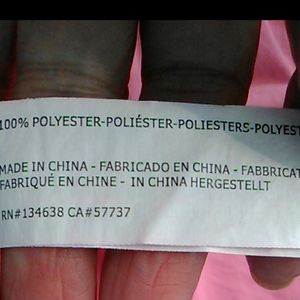 100% POLYESTER-POLIÉSTER-POLIESTERS-POLYEST
MADE IN CHINA - FABRICADO EN CHINA - FABBRICAT
FABRIQUÉ EN CHINE - IN CHINA HERGESTELLT
RN#134638 CA#57737